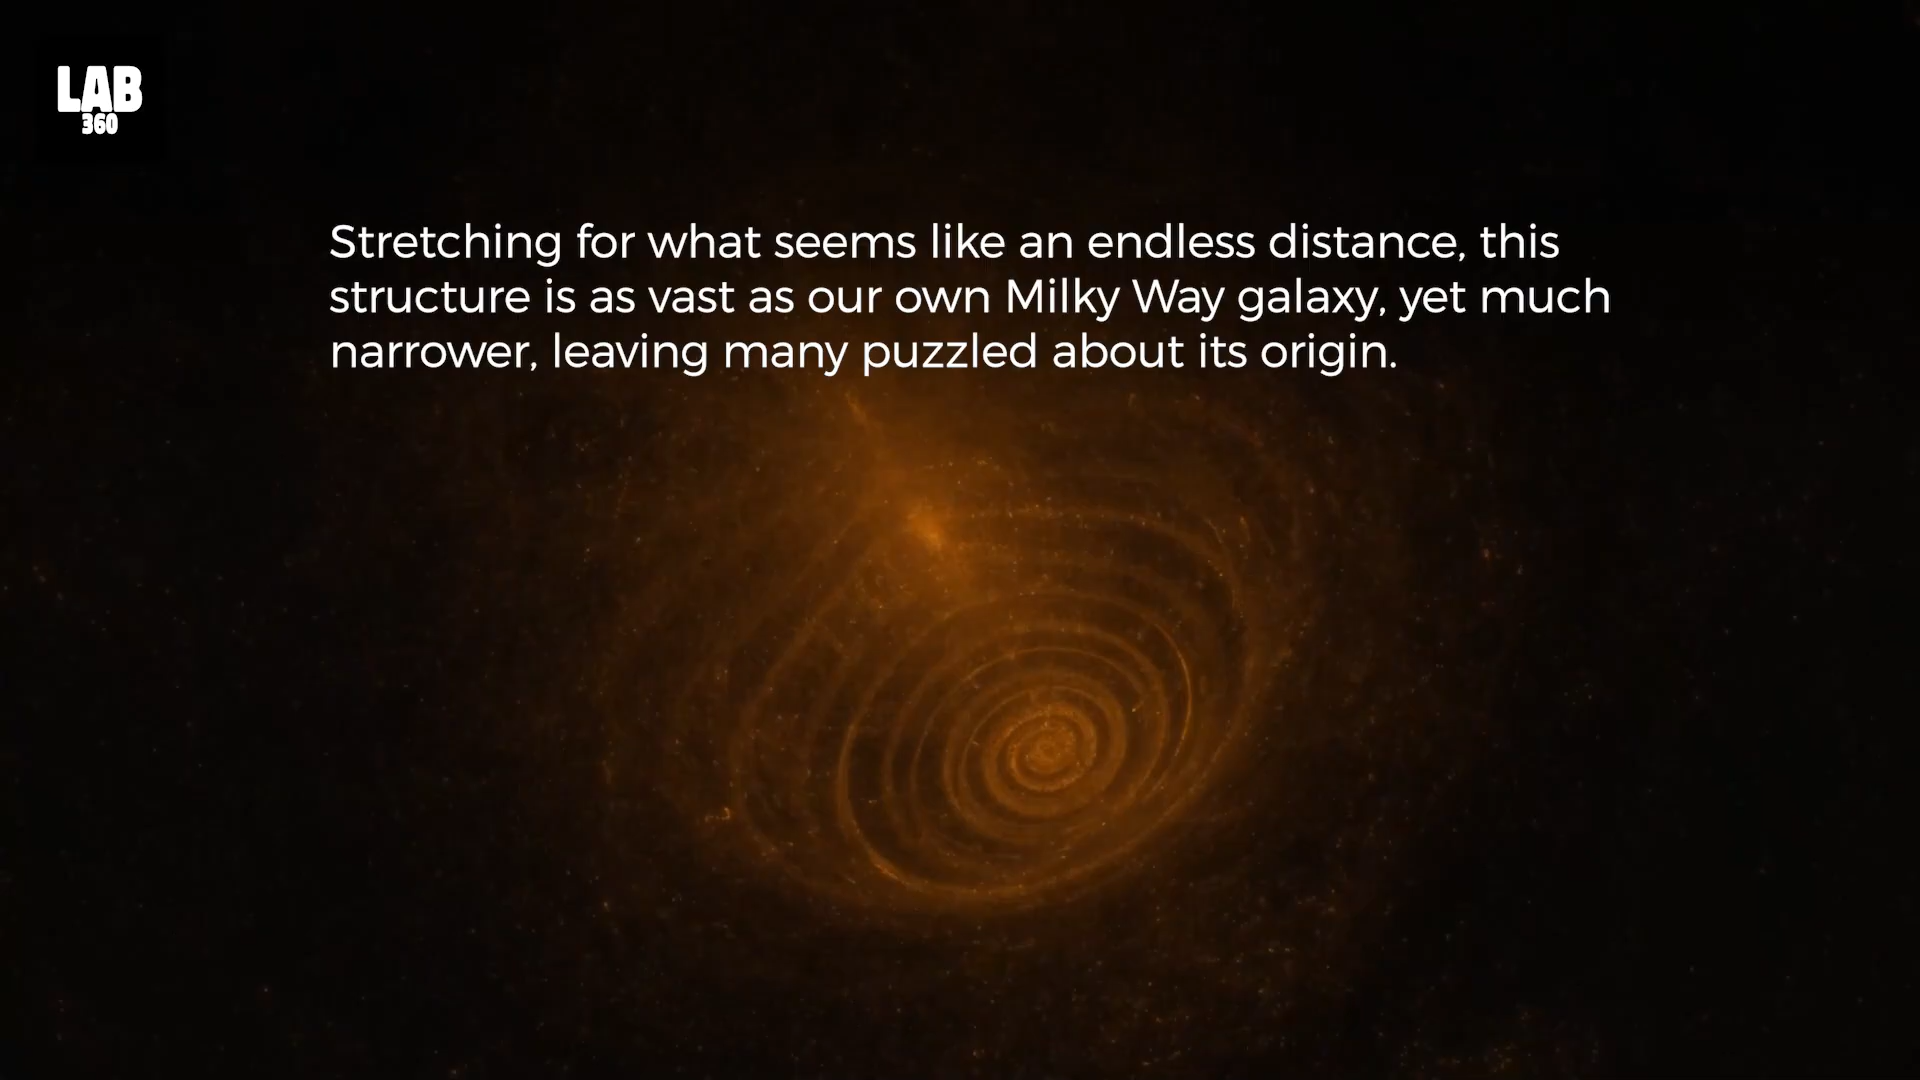 LAB
360
Stretching for what seems like an endless distance, this
structure is as vast as our own Milky Way galaxy, yet much
narrower, leaving many puzzled about its origin.